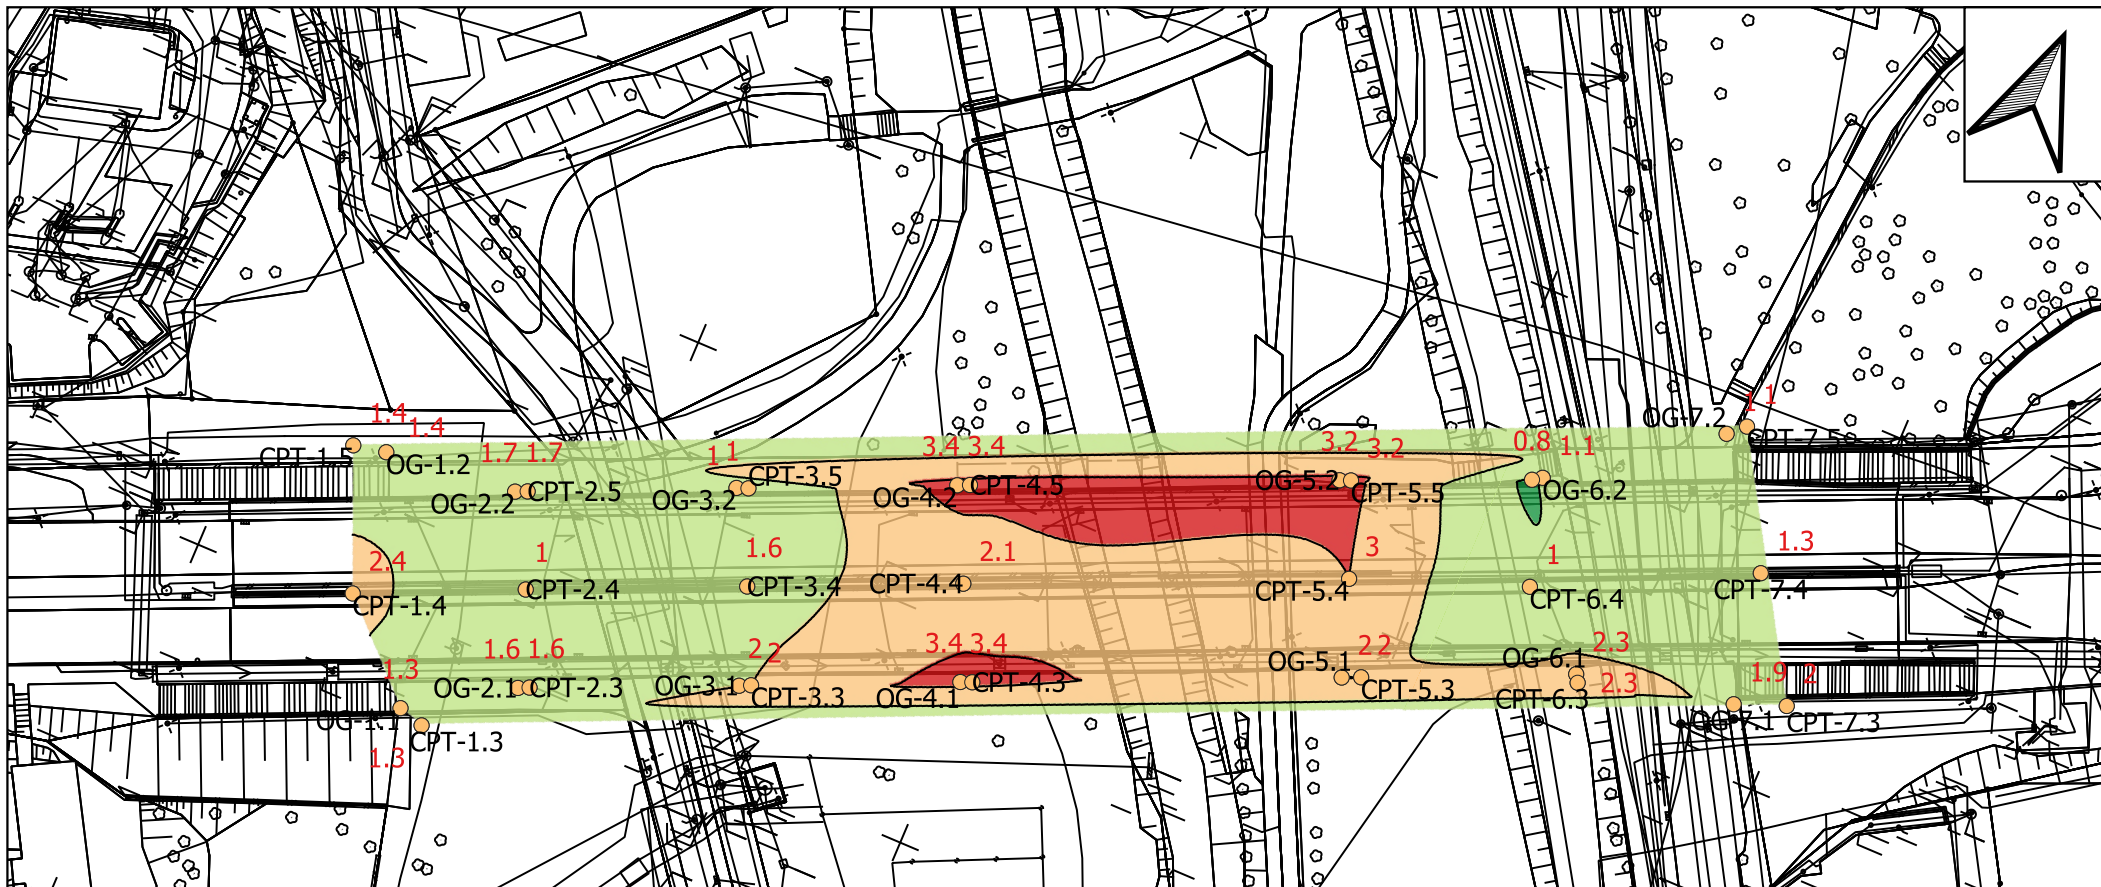 1.4
1.4
CPT-1.5
OG-1.2
1.7 1.7
OG-2.2
CPT-2.5
1 1
OG-3.2
CPT-3.5
3.4 3.4
OG-4.2
CPT-4.5
3.2
3.2
OG-5.2
CPT-5.5
0.8
1.1
OG-6.2
1 1
OG-7.2
CPT-7.5
2.4
CPT-1.4
1
CPT-2.4
1.6
CPT-3.4
2.1
CPT-4.4
3
CPT-5.4
1
CPT-6.4
1.3
CPT-7.4
1.3
OG-1.1
CPT-1.3
1.3
1.6 1.6
OG-2.1
CPT-2.3
2 2
OG-3.1
CPT-3.3
3.4 3.4
OG-4.1
CPT-4.3
2 2
OG-5.1
CPT-5.3
2.3
OG-6.1
2.3
CPT-6.3
1.9 2
OG-7.1
CPT-7.3